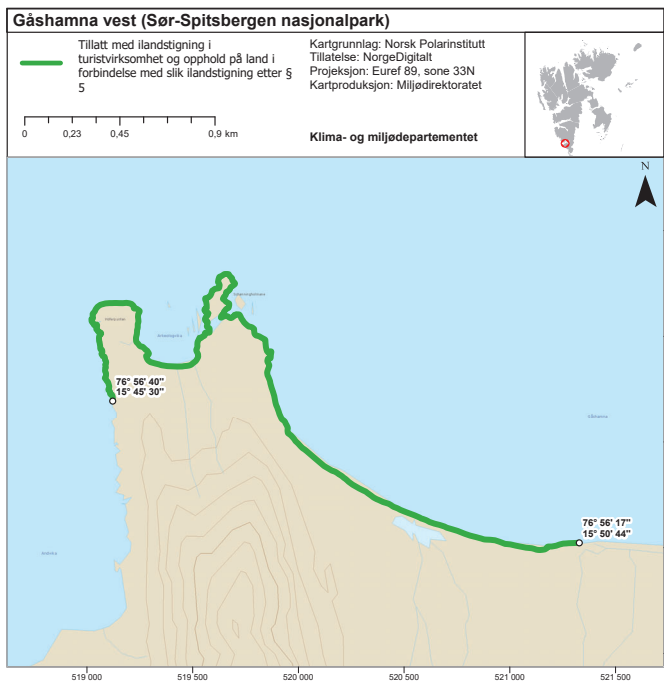 Gåshamna vest (Sør-Spitsbergen nasjonalpark)
Tillatt med ilandstigning i
turistvirksomhet og opphold på land i
forbindelse med slik ilandstigning etter §
5
Kartgrunnlag: Norsk Polarinstitutt
Tillatelse: NorgeDigitalt
Projeksjon: Euref 89, sone 33N
Kartproduksjon: Miljødirektoratet
0 0,23 0,45 0,9 km
Klima- og miljødepartementet
N
76° 56' 40"
15° 45' 30"
Gåshamna
76° 56' 17"
15° 50' 44"
519 000 519 500 520 000 520 500 521 000 521 500